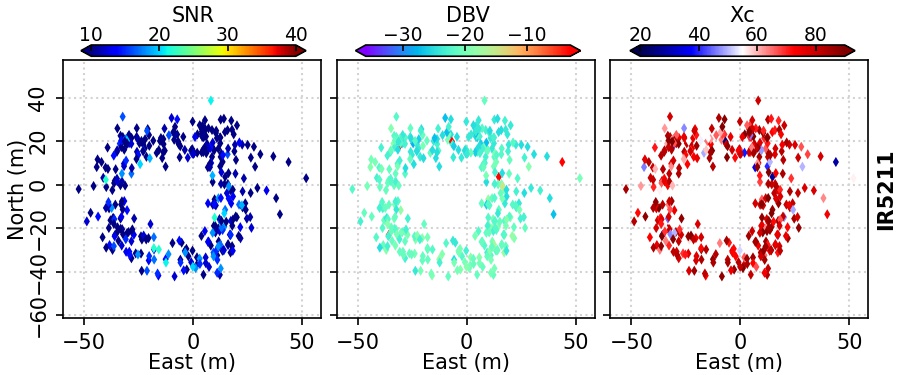 SNR DBV Xc
10 20 30 40 −30 −20 −10 20 40 60 80
40
20
0
−20
−40
−60
North (m)
−50 0 50 −50 0 50 −50 0 50
East (m) East (m) East (m)
IR5211